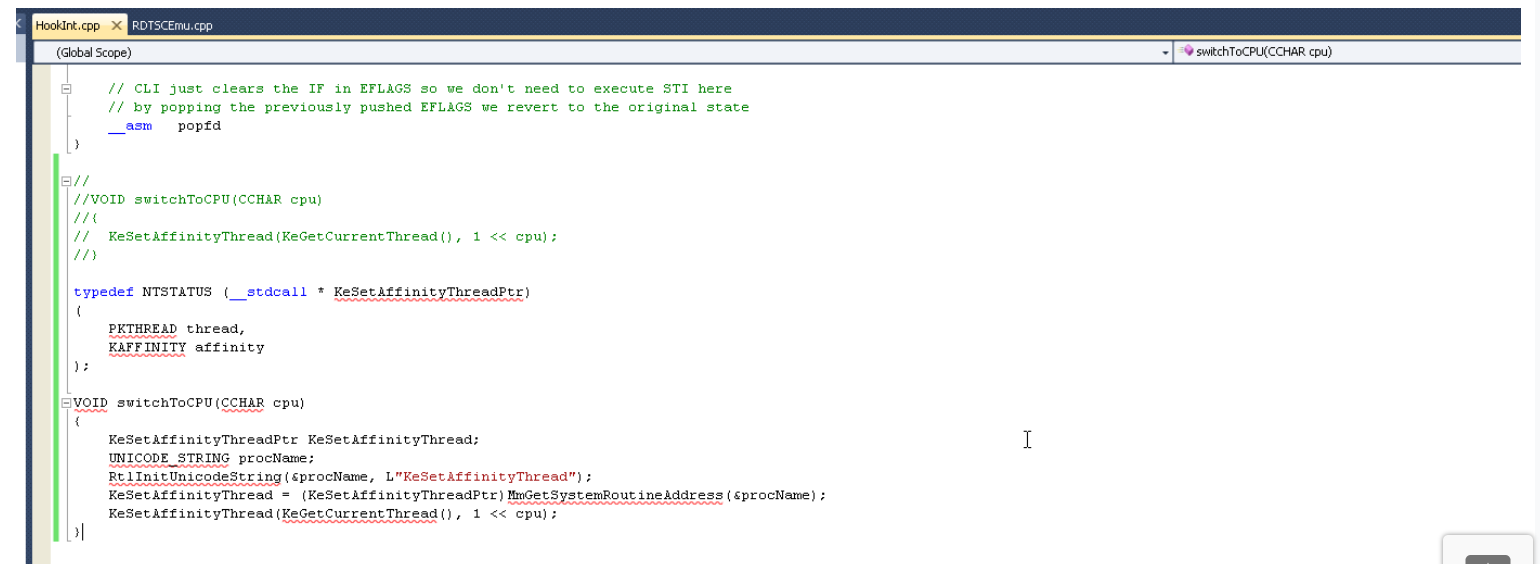 HookInt.cpp RDTSCEmu.cpp
(Global Scope) switchToCPU(CCHAR cpu)
// CLI just clears the IF in EFLAGS so we don't need to execute STI here
// by popping the previously pushed EFLAGS we revert to the original state
__asm popfd
}
//
//VOID switchToCPU(CCHAR cpu)
//{
// KeSetAffinityThread(KeGetCurrentThread(), 1 << cpu);
//}
typedef NTSTATUS (__stdcall * KeSetAffinityThreadPtr)
(
PKTHREAD thread,
KAFFINITY affinity
);
VOID switchToCPU(CCHAR cpu)
{
KeSetAffinityThreadPtr KeSetAffinityThread;
UNICODE_STRING procName;
RtlInitUnicodeString(&procName, L"KeSetAffinityThread");
KeSetAffinityThread = (KeSetAffinityThreadPtr)MmGetSystemRoutineAddress(&procName);
KeSetAffinityThread(KeGetCurrentThread(), 1 << cpu);
}